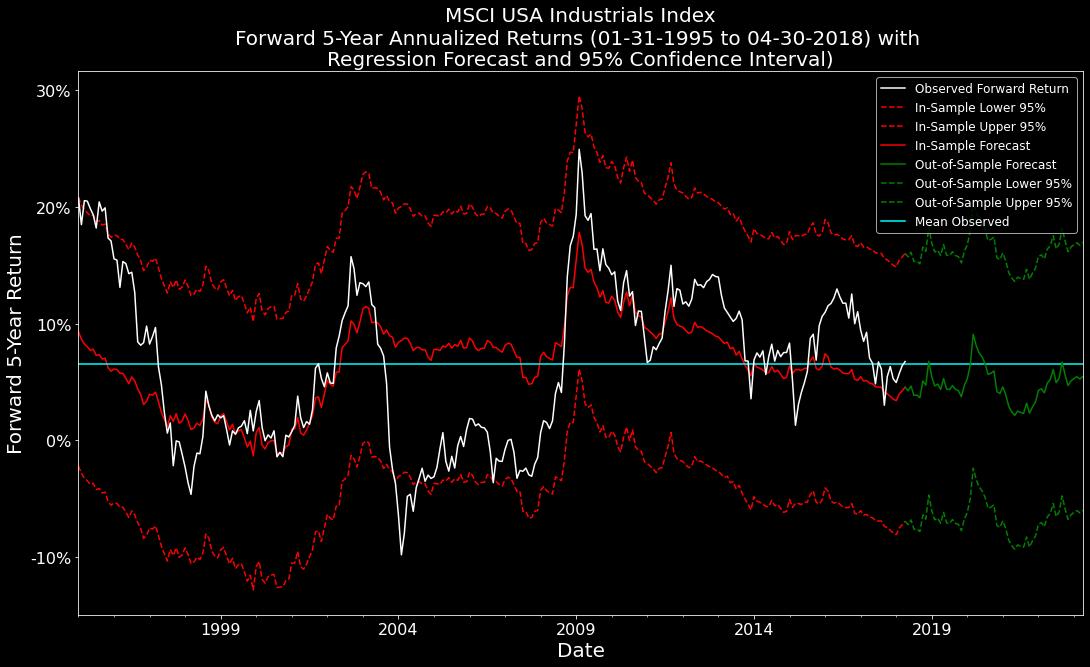 MSCI USA Industrials Index
Forward 5-Year Annualized Returns (01-31-1995 to 04-30-2018) with
Regression Forecast and 95% Confidence Interval)
30%
20%
10%
0%
-10%
Forward 5-Year Return
Observed Forward Return
In-Sample Lower 95%
In-Sample Upper 95%
In-Sample Forecast
Out-of-Sample Forecast
Out-of-Sample Lower 95%
Out-of-Sample Upper 95%
Mean Observed
1999
2004
2009
2014
2019
Date